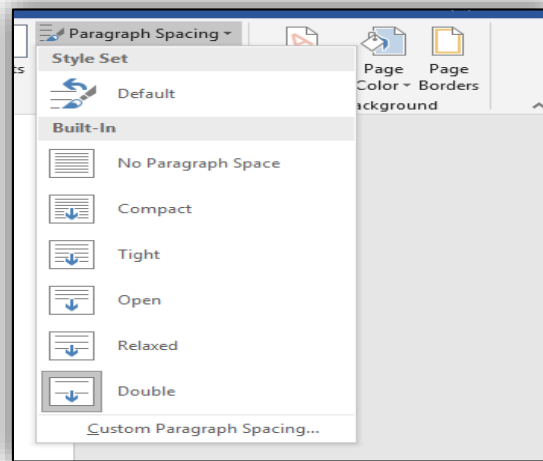 Paragraph Spacing
Style Set
Default
Built-In
No Paragraph Space
Compact
Tight
Open
Relaxed
Double
Custom Paragraph Spacing...
ts
Page Color
Page Borders
ackground